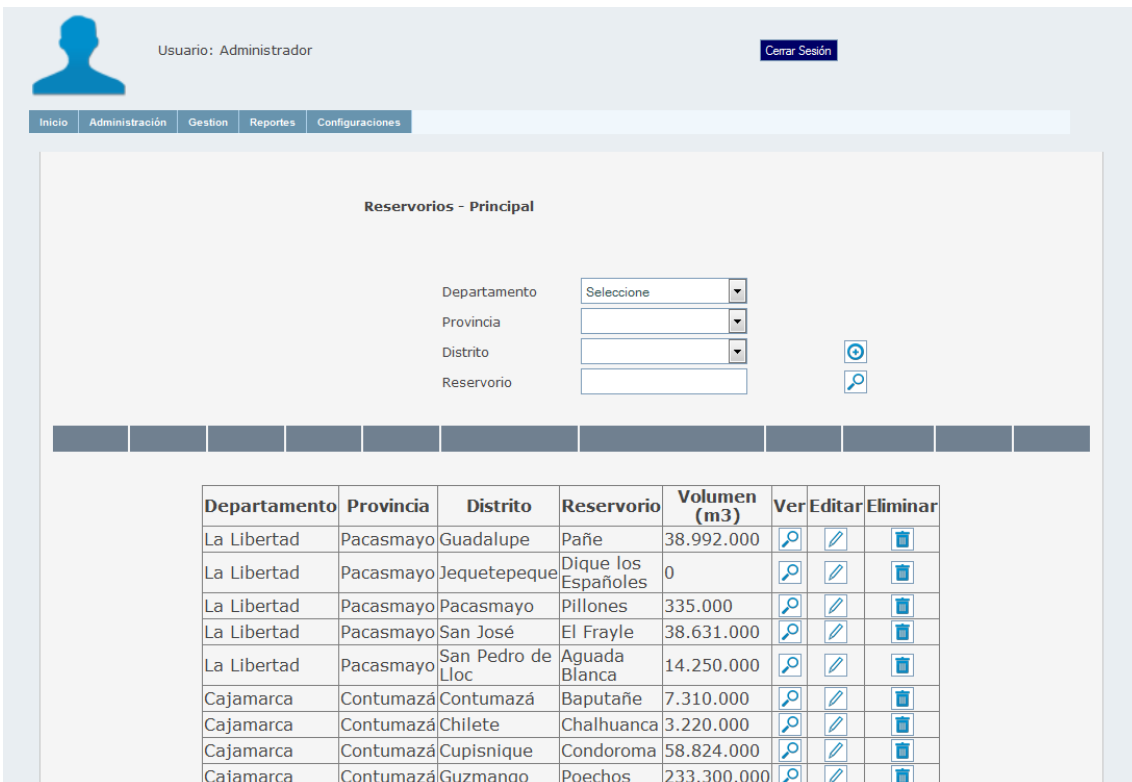 Usuario: Administrador
Cerrar Sesión
Inicio Administración Gestion Reportes Configuraciones
Reservorios - Principal
Departamento Seleccione
Provincia
Distrito
Reservorio
Departamento Provincia Distrito Reservorio Volumen (m3) Ver Editar Eliminar
La Libertad Pacasmayo Guadalupe Pañe 38.992.000
La Libertad Pacasmayo Jequetepeque Dique los Españoles 0
La Libertad Pacasmayo Pacasmayo Pillones 335.000
La Libertad Pacasmayo San José El Frayle 38.631.000
La Libertad Pacasmayo San Pedro de Lloc Aguada Blanca 14.250.000
Cajamarca Contumazá Contumazá Baputañe 7.310.000
Cajamarca Contumazá Chilete Chalhuanca 3.220.000
Cajamarca Contumazá Cupisnique Condoroma 58.824.000
Cajamarca Contumazá Guzmango Poechos 233.300.000